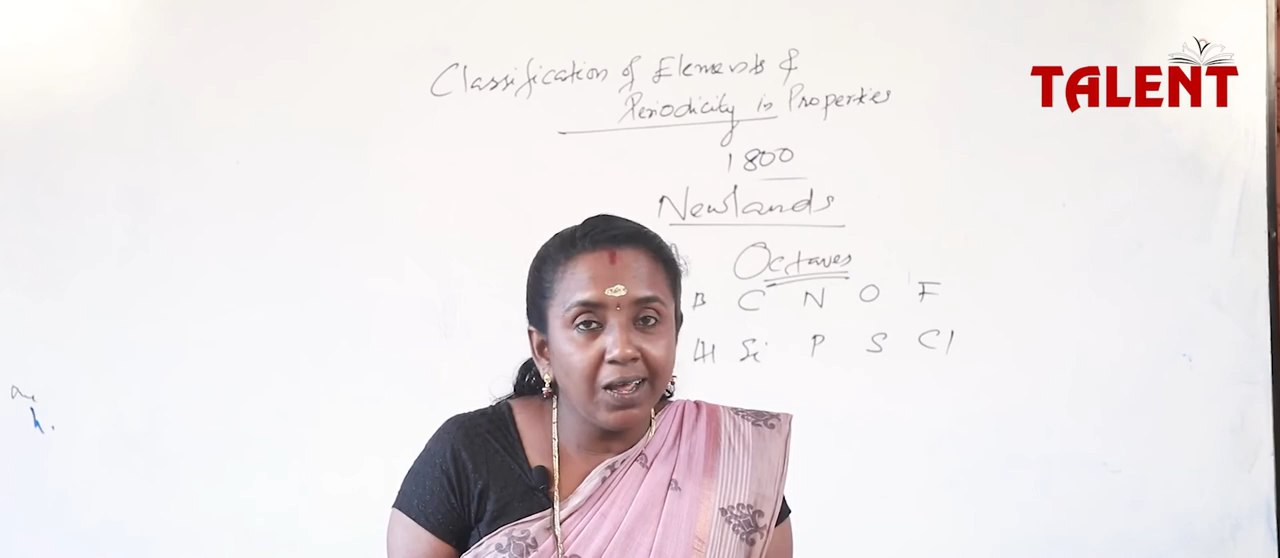 TALENT
Classification of Elements &
Periodicity in Properties
1800
Newlands
Octaves
B C N O F
Al Si P S Cl